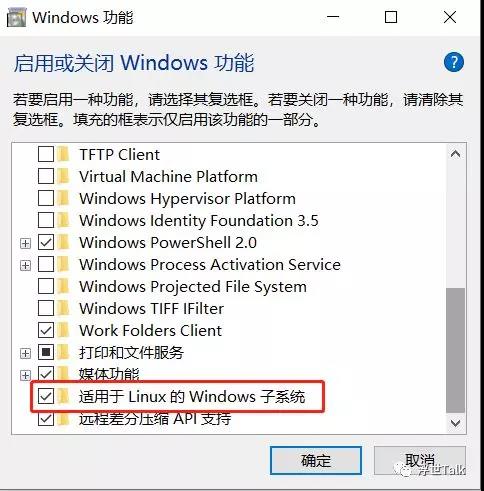 Windows 功能
启用或关闭 Windows 功能
若要启用一种功能，请选择其复选框。若要关闭一种功能，请清除其
复选框。填充的框表示仅启用该功能的一部分。
TFTP Client
Virtual Machine Platform
Windows Hypervisor Platform
Windows Identity Foundation 3.5
Windows PowerShell 2.0
Windows Process Activation Service
Windows Projected File System
Windows TIFF IFilter
Work Folders Client
打印和文件服务
媒体功能
适用于 Linux 的 Windows 子系统
远程差分压缩 API 支持
确定
取消
浮世Talk